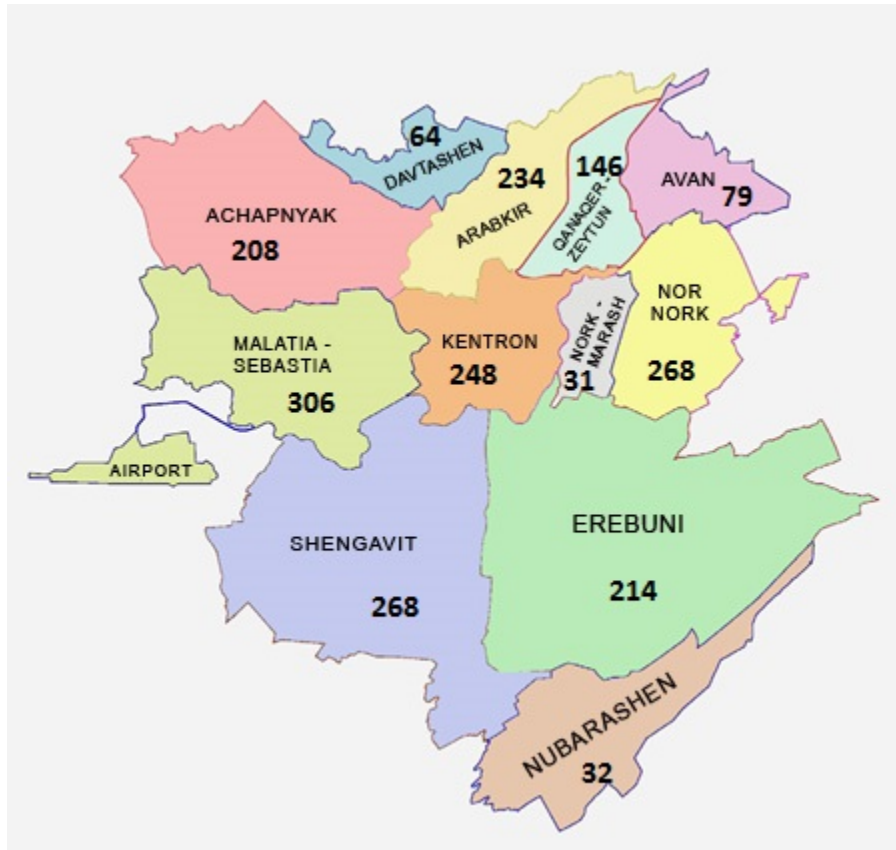 64
DAVTASHEN
234
ARABKIR
146
QANAQER -
ZEYTUN
AVAN
79
ACHAPNYAK
208
MALATIA -
SEBASTIA
306
KENTRON
248
NORK -
MARASH
31
NOR
NORK
268
AIRPORT
SHENGAVIT
268
EREBUNI
214
NUBARASHEN
32